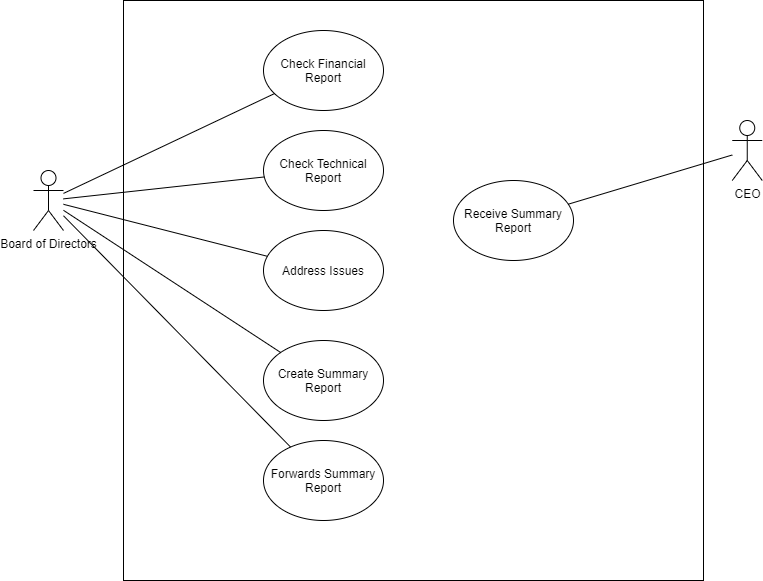 Check Financial
Report
Check Technical
Report
CEO
Receive Summary
Report
Board of Directors
Address Issues
Create Summary
Report
Forwards Summary
Report